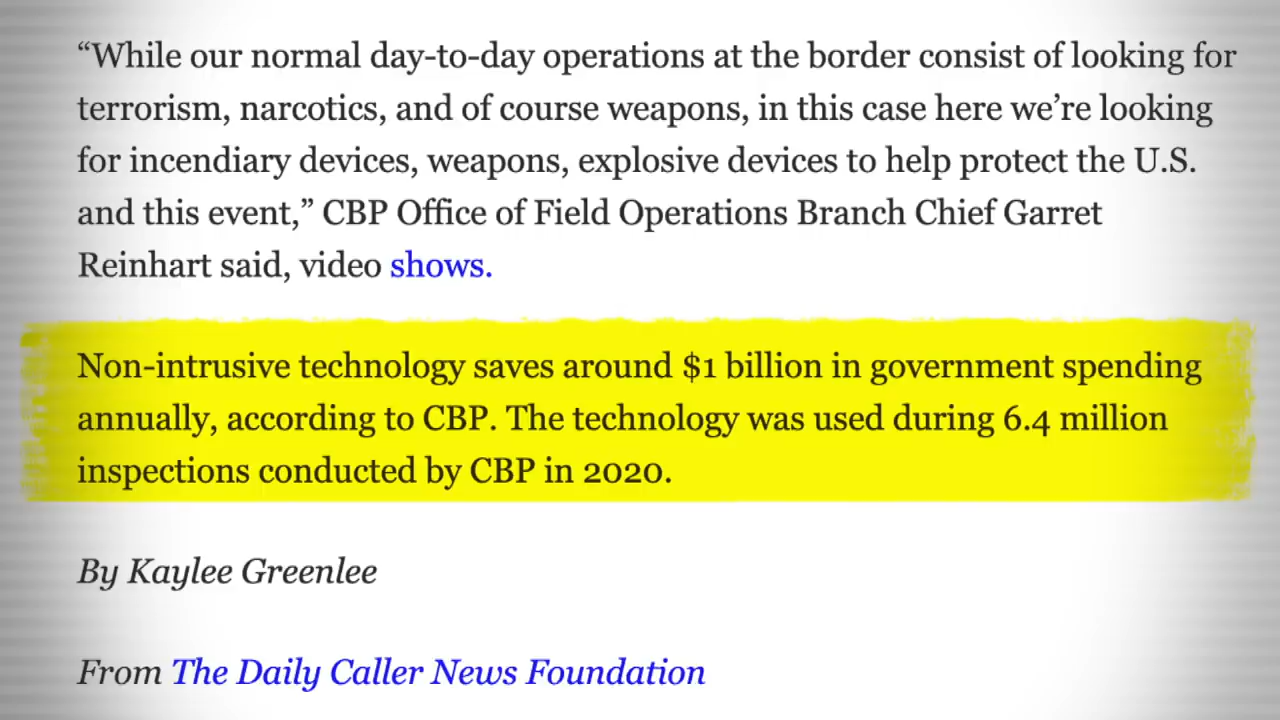 “While our normal day-to-day operations at the border consist of looking for
terrorism, narcotics, and of course weapons, in this case here we’re looking
for incendiary devices, weapons, explosive devices to help protect the U.S.
and this event,” CBP Office of Field Operations Branch Chief Garret
Reinhart said, video shows.
Non-intrusive technology saves around $1 billion in government spending
annually, according to CBP. The technology was used during 6.4 million
inspections conducted by CBP in 2020.
By Kaylee Greenlee
From The Daily Caller News Foundation